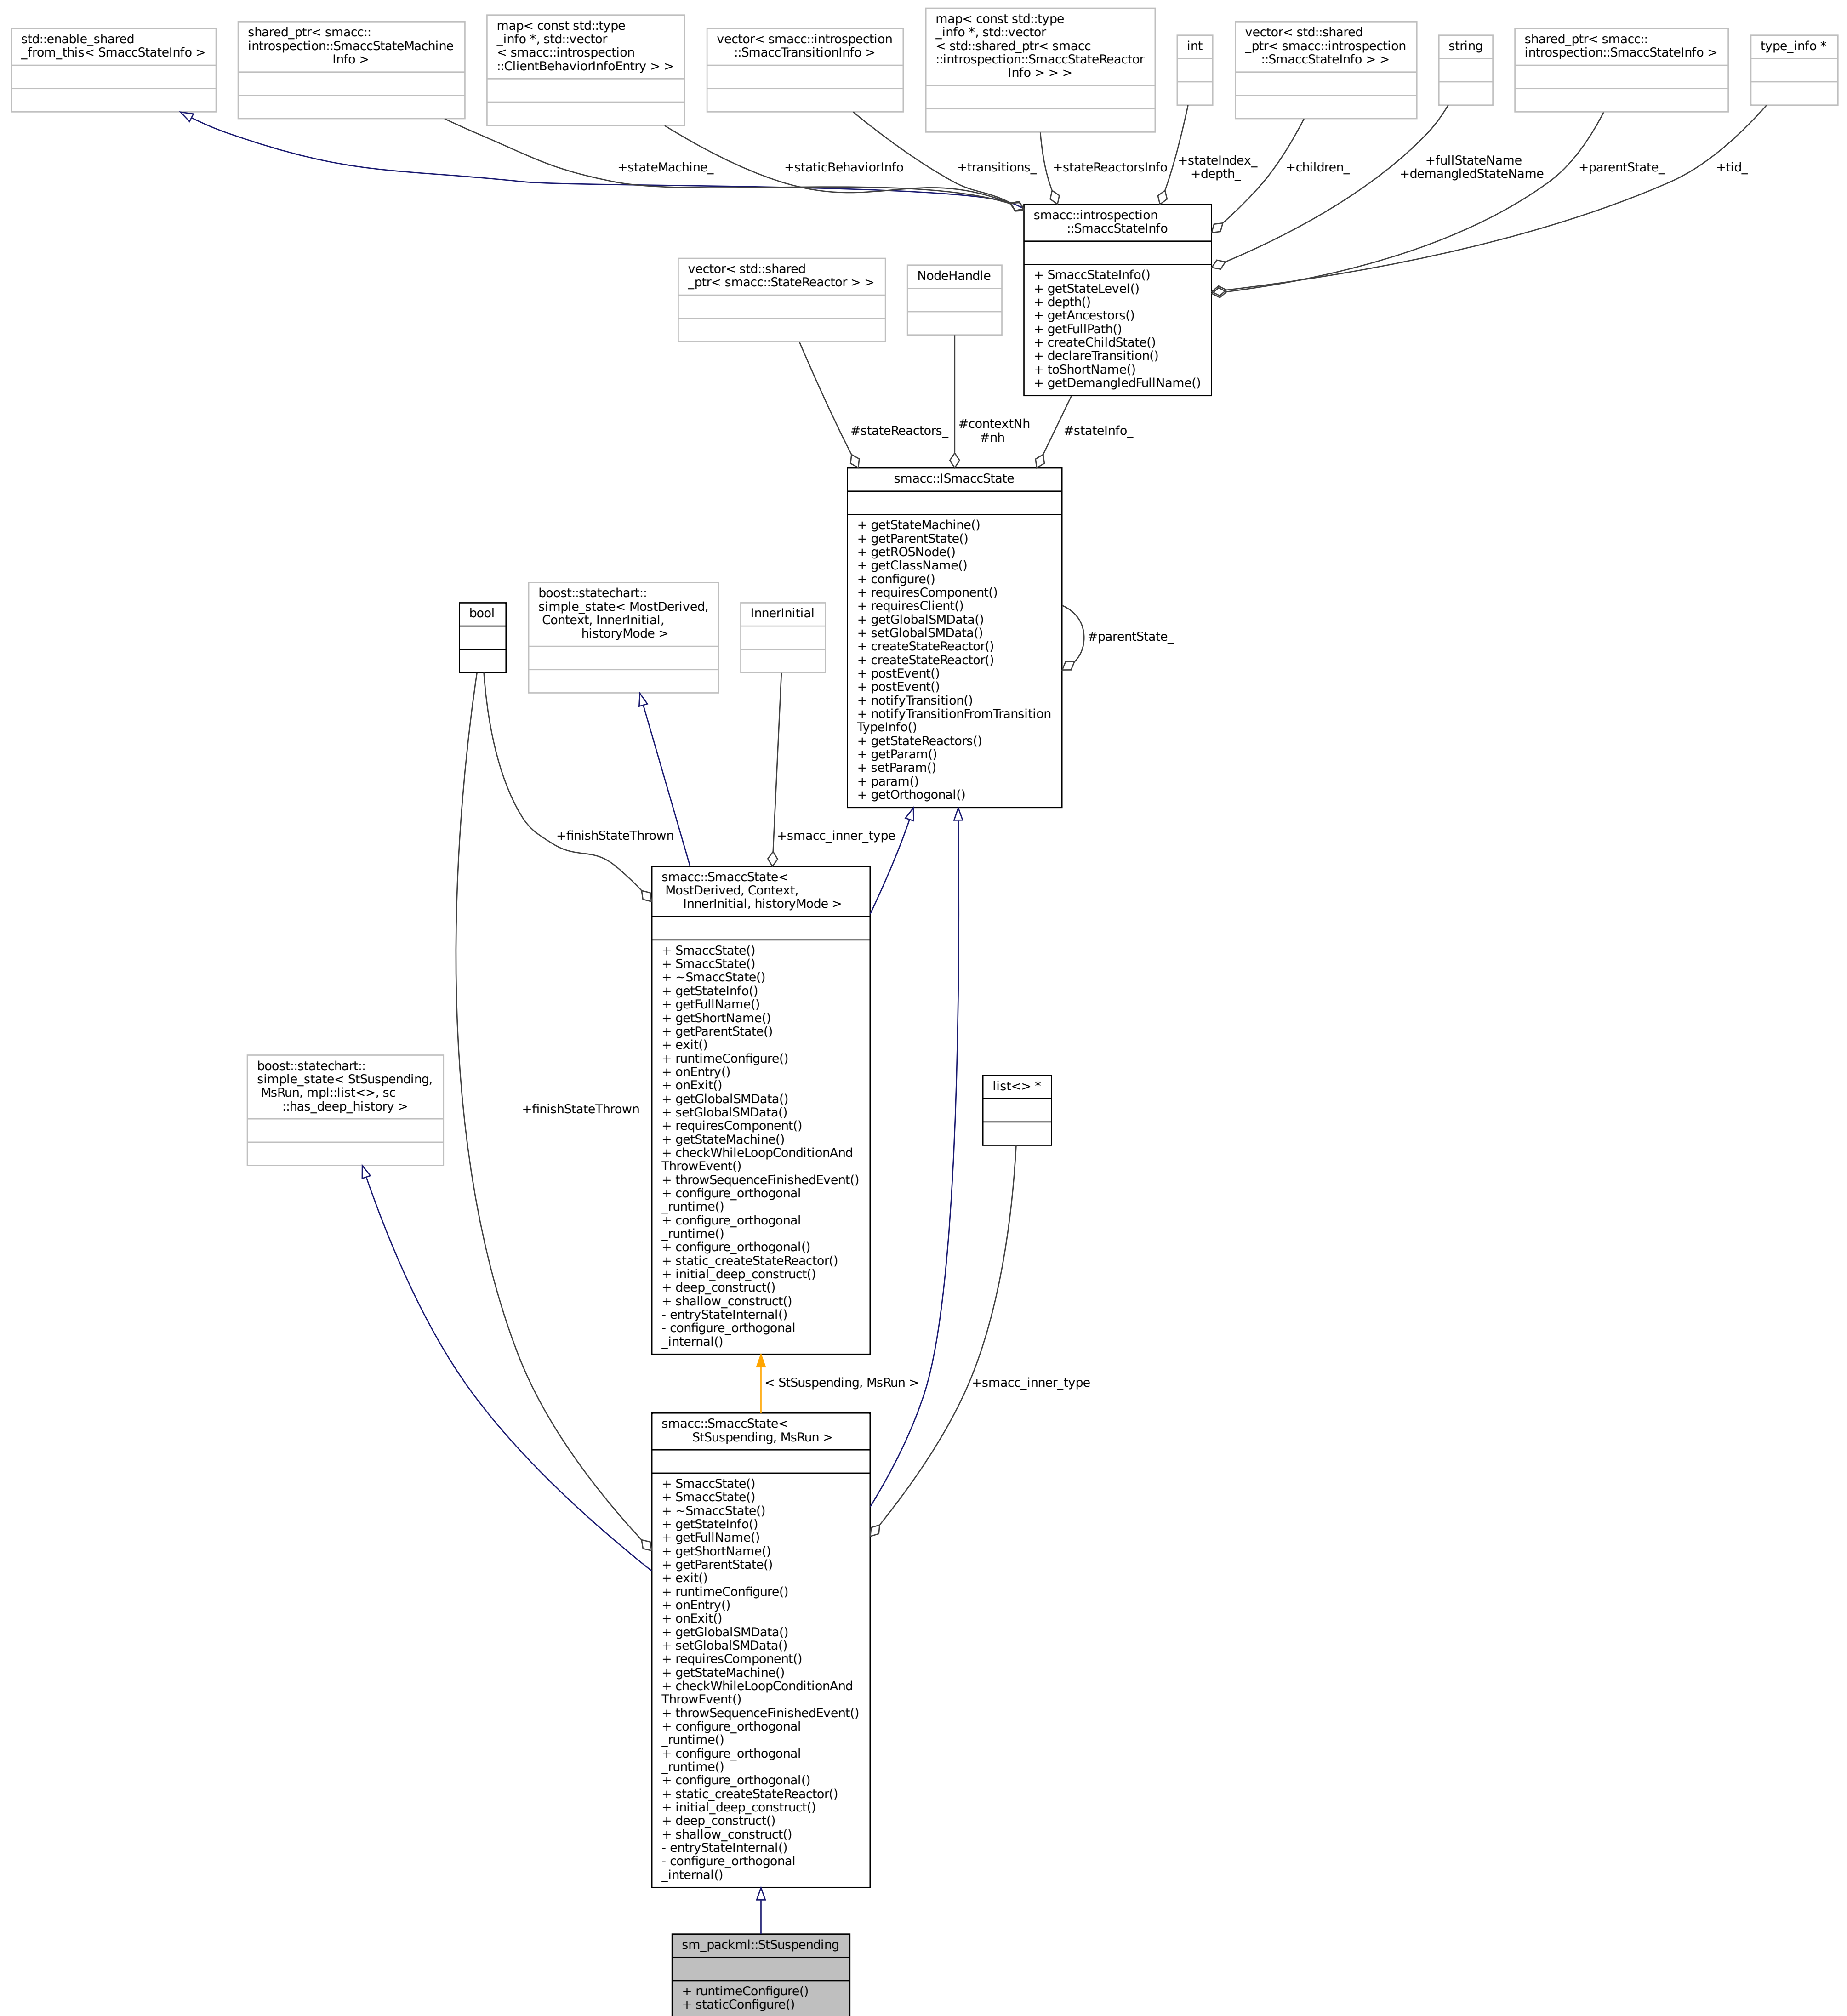 std::enable_shared
_from_this< SmaccStateInfo >
shared_ptr< smacc::
introspection::SmaccStateMachine
Info >
map< const std::type
_info *, std::vector
< smacc::introspection
::ClientBehaviorInfoEntry > >
vector< smacc::introspection
::SmaccTransitionInfo >
map< const std::type
_info *, std::vector
< std::shared_ptr< smacc
::introspection::SmaccStateReactor
Info > > >
int
vector< std::shared
_ptr< smacc::introspection
::SmaccStateInfo > >
string
shared_ptr< smacc::
introspection::SmaccStateInfo >
type_info *
+stateMachine_
+staticBehaviorInfo
+transitions_
+stateReactorsInfo
+stateIndex_
+depth_
+children_
+fullStateName
+demangledStateName
+parentState_
+tid_
smacc::introspection
::SmaccStateInfo
+ SmaccStateInfo()
+ getStateLevel()
+ depth()
+ getAncestors()
+ getFullPath()
+ createChildState()
+ declareTransition()
+ toShortName()
+ getDemangledFullName()
vector< std::shared
_ptr< smacc::StateReactor > >
NodeHandle
#stateReactors_
#contextNh
#nh
#stateInfo_
smacc::ISmaccState
+ getStateMachine()
+ getParentState()
+ getROSNode()
+ getClassName()
+ configure()
+ requiresComponent()
+ requiresClient()
+ getGlobalSMData()
+ setGlobalSMData()
+ createStateReactor()
+ createStateReactor()
+ postEvent()
+ postEvent()
+ notifyTransition()
+ notifyTransitionFromTransition
TypeInfo()
+ getStateReactors()
+ getParam()
+ setParam()
+ param()
+ getOrthogonal()
#parentState_
bool
boost::statechart::
simple_state< MostDerived,
Context, InnerInitial,
historyMode >
InnerInitial
+finishStateThrown
+smacc_inner_type
smacc::SmaccState<
MostDerived, Context,
InnerInitial, historyMode >
+ SmaccState()
+ SmaccState()
+ ~SmaccState()
+ getStateInfo()
+ getFullName()
+ getShortName()
+ getParentState()
+ exit()
+ runtimeConfigure()
+ onEntry()
+ onExit()
+ getGlobalSMData()
+ setGlobalSMData()
+ requiresComponent()
+ getStateMachine()
+ checkWhileLoopConditionAnd
ThrowEvent()
+ throwSequenceFinishedEvent()
+ configure_orthogonal
_runtime()
+ configure_orthogonal
_runtime()
+ configure_orthogonal()
+ static_createStateReactor()
+ initial_deep_construct()
+ deep_construct()
+ shallow_construct()
- entryStateInternal()
- configure_orthogonal
_internal()
boost::statechart::
simple_state< StSuspending,
MsRun, mpl::list<>, sc
::has_deep_history >
+finishStateThrown
list<> *
< StSuspending, MsRun >
+smacc_inner_type
smacc::SmaccState<
StSuspending, MsRun >
+ SmaccState()
+ SmaccState()
+ ~SmaccState()
+ getStateInfo()
+ getFullName()
+ getShortName()
+ getParentState()
+ exit()
+ runtimeConfigure()
+ onEntry()
+ onExit()
+ getGlobalSMData()
+ setGlobalSMData()
+ requiresComponent()
+ getStateMachine()
+ checkWhileLoopConditionAnd
ThrowEvent()
+ throwSequenceFinishedEvent()
+ configure_orthogonal
_runtime()
+ configure_orthogonal
_runtime()
+ configure_orthogonal()
+ static_createStateReactor()
+ initial_deep_construct()
+ deep_construct()
+ shallow_construct()
- entryStateInternal()
- configure_orthogonal
_internal()
sm_packml::StSuspending
+ runtimeConfigure()
+ staticConfigure()